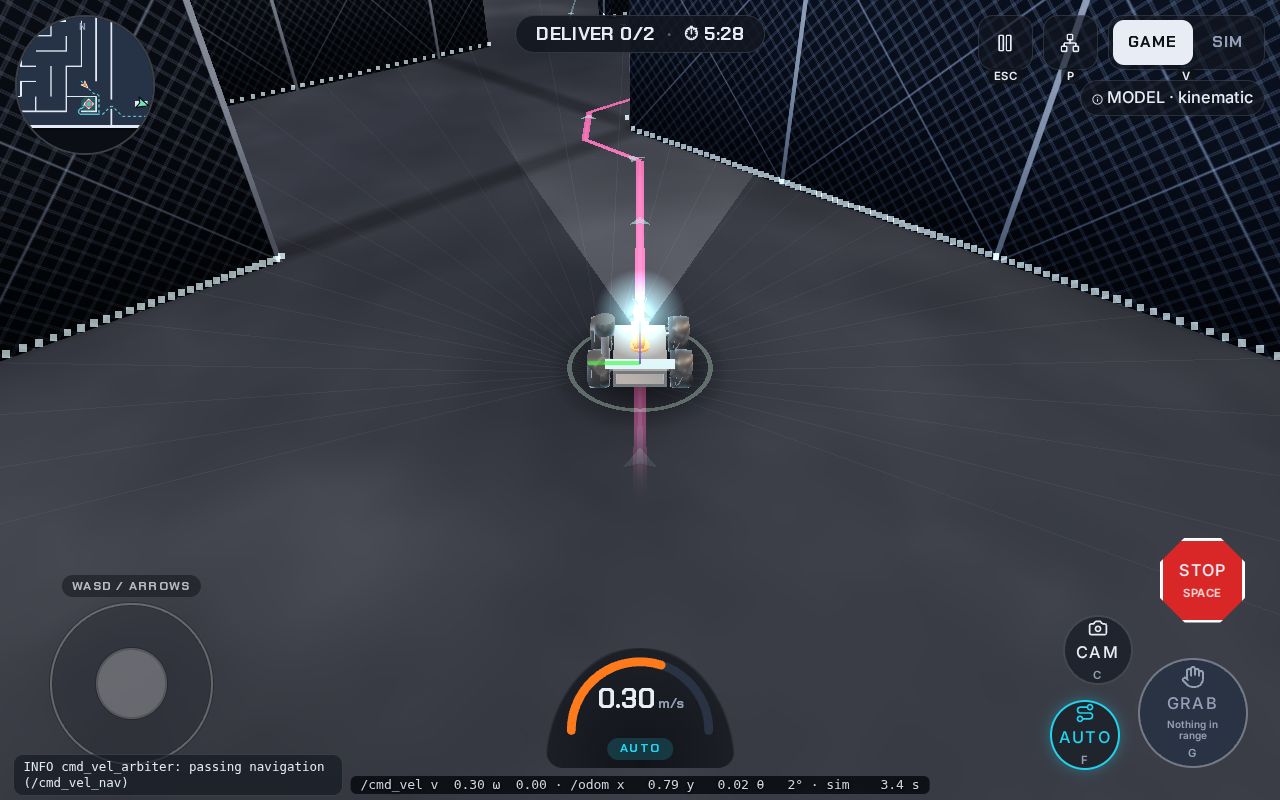 N
DELIVER 0/2 · ⏱ 5:28
GAME SIM
ESC P V
MODEL · kinematic
WASD / ARROWS
STOP
SPACE
CAM
C
GRAB
Nothing in
range
G
AUTO
F
0.30 m/s
AUTO
INFO cmd_vel_arbiter: passing navigation
(/cmd_vel_nav)
/cmd_vel v 0.30 ω 0.00 · /odom x 0.79 y 0.02 θ 2° · sim 3.4 s